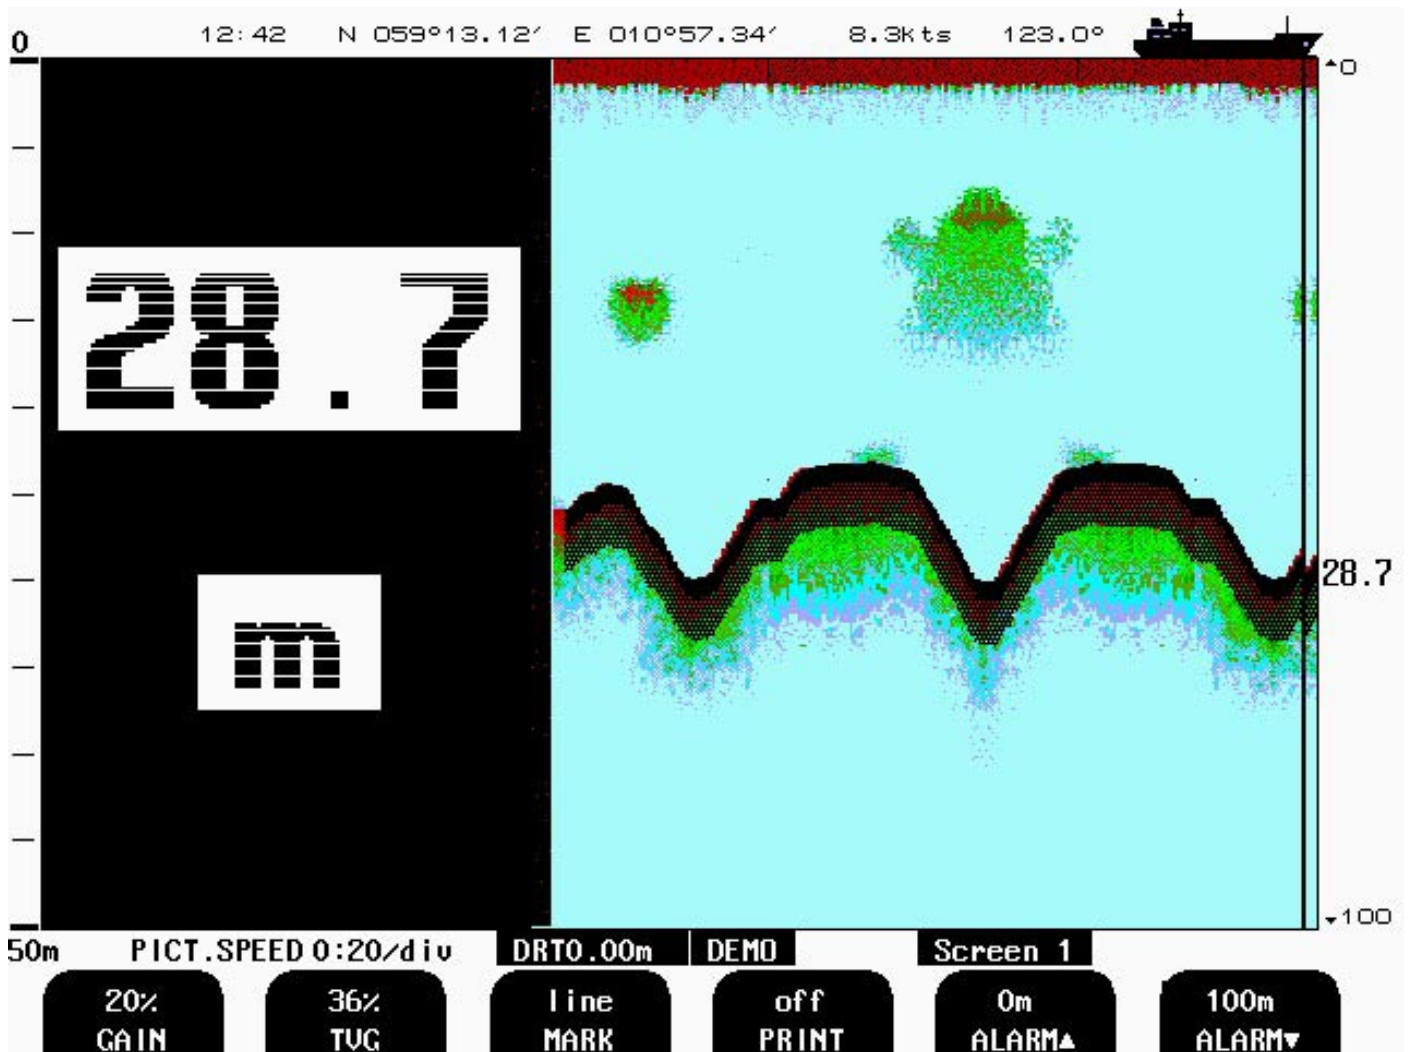 12:42 N 059°13.12′ E 010°57.34′ 8.3kts 123.0°
0
0
28.7
28.7
m
100
50m PICT.SPEED 0:20/div DRT0.00m DEMO Screen 1
20% 36% line off 0m 100m
GAIN TVG MARK PRINT ALARM▲ ALARM▼